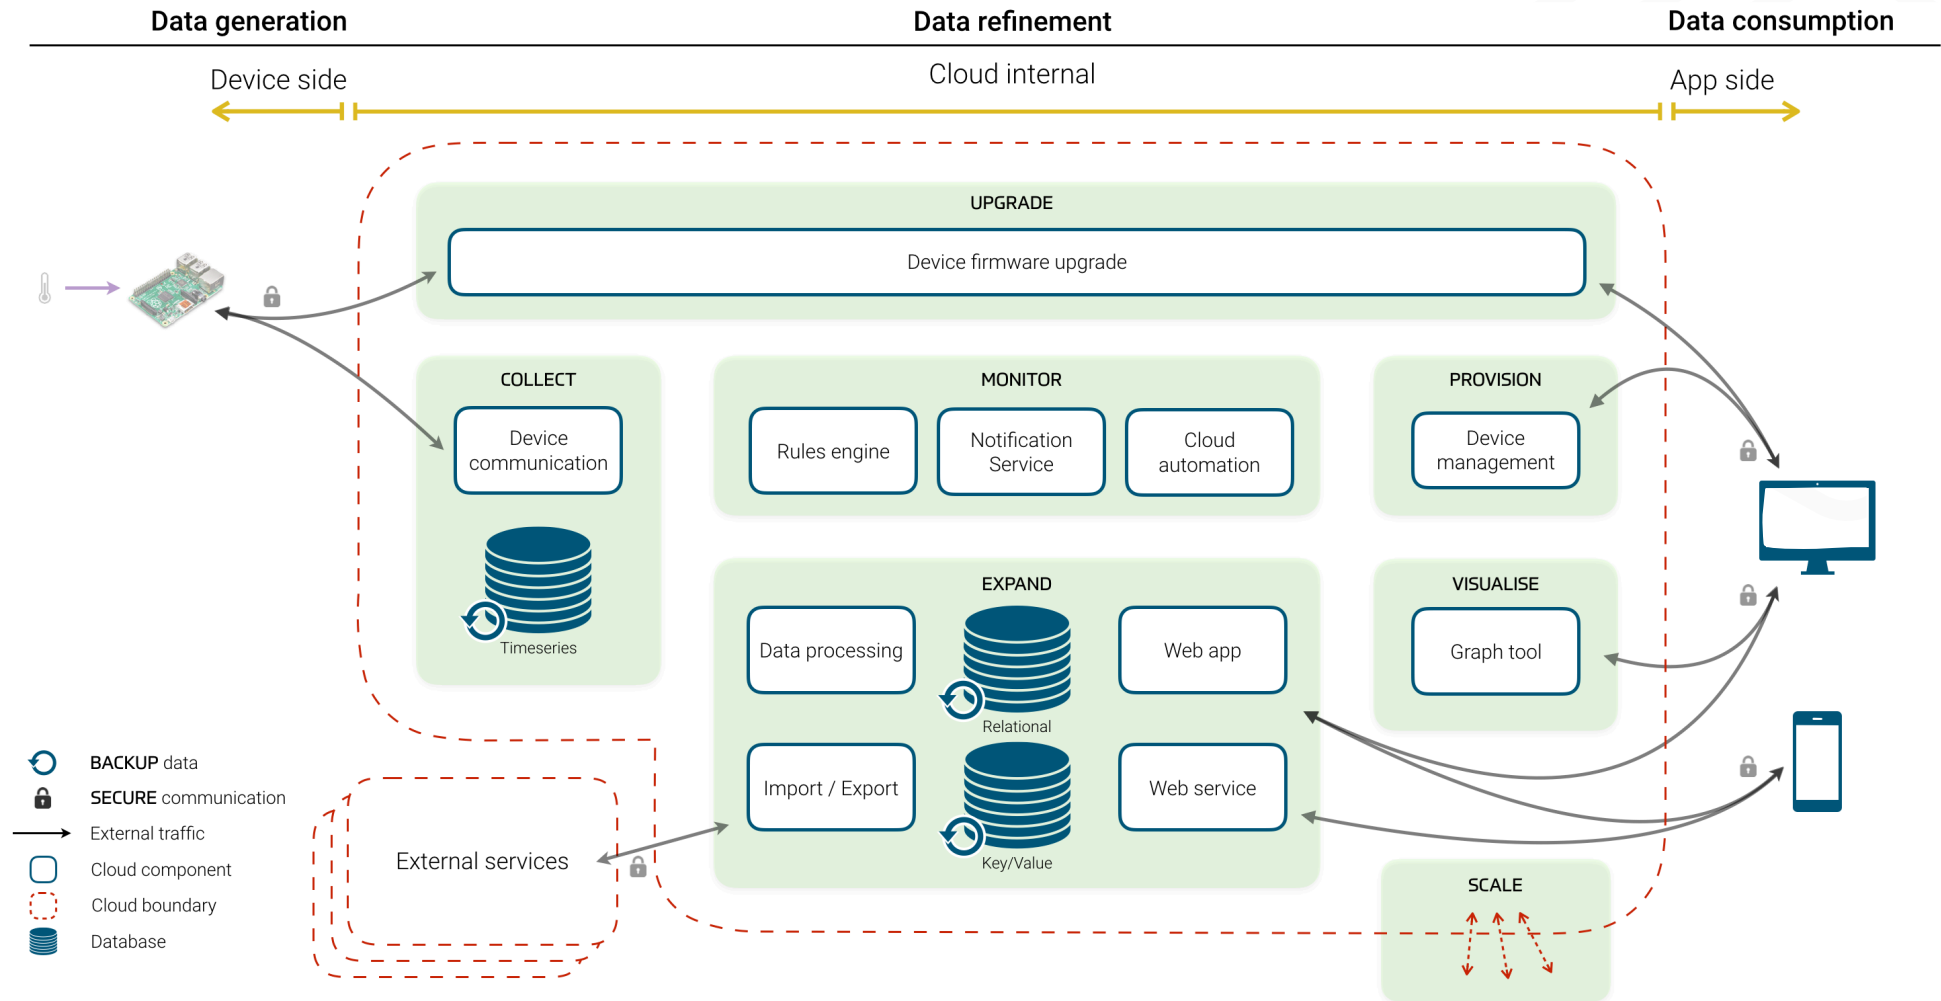 Data generation
Data refinement
Data consumption
Device side
Cloud internal
App side
UPGRADE
Device firmware upgrade
COLLECT
Device
communication
Timeseries
MONITOR
Rules engine
Notification
Service
Cloud
automation
PROVISION
Device
management
EXPAND
Data processing
Relational
Web app
Import / Export
Key/Value
Web service
VISUALISE
Graph tool
SCALE
External services
BACKUP data
SECURE communication
External traffic
Cloud component
Cloud boundary
Database